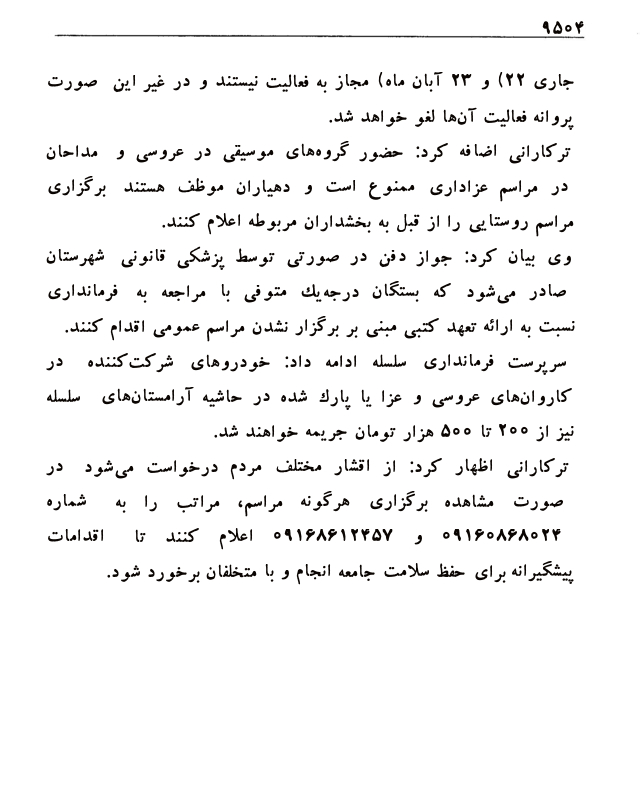 ۹۵۰۴
جاری ۲۲) و ۲۳ آبان ماه) مجاز به فعالیت نیستند و در غیر این صورت
پروانه فعالیت آن‌ها لغو خواهد شد.
ترکارانی اضافه کرد: حضور گروه‌های موسیقی در عروسی و مداحان
در مراسم عزاداری ممنوع است و دهیاران موظف هستند برگزاری
مراسم روستایی را از قبل به بخشداران مربوطه اعلام کنند.
وی بیان کرد: جواز دفن در صورتی توسط پزشکی قانونی شهرستان
صادر می‌شود که بستگان درجه‌یك متوفی با مراجعه به فرمانداری
نسبت به ارائه تعهد کتبی مبنی بر برگزار نشدن مراسم عمومی اقدام کنند.
سرپرست فرمانداری سلسله ادامه داد: خودروهای شرکت‌کننده در
کاروان‌های عروسی و عزا یا پارك شده در حاشیه آرامستان‌های سلسله
نیز از ۲۰۰ تا ۵۰۰ هزار تومان جریمه خواهند شد.
ترکارانی اظهار کرد: از اقشار مختلف مردم درخواست می‌شود در
صورت مشاهده برگزاری هرگونه مراسم، مراتب را به شماره
۰۹۱۶۰۸۶۸۰۲۴ و ۰۹۱۶۸۶۱۲۴۵۷ اعلام کنند تا اقدامات
پیشگیرانه برای حفظ سلامت جامعه انجام و با متخلفان برخورد شود.